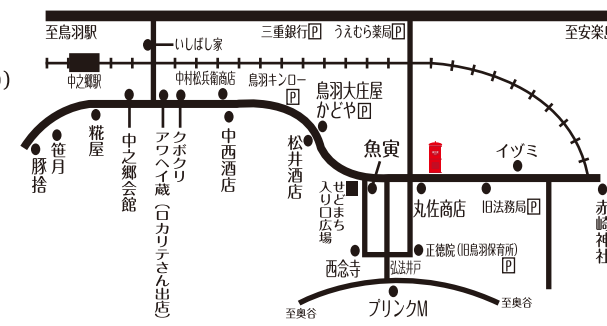 至鳥羽駅
三重銀行P
うえむら薬局P
至安楽島
いしばし家
中之郷駅
中村松兵衛商店
鳥羽キンロー
P
鳥羽大庄屋
かどやP
)
豚捨
笹月
糀屋
中之郷会館
アワヘイ蔵(ロカリテさん出店)
クボクリ
中西酒店
松井酒店
魚寅
イヅミ
せどまち
入り口広場
丸佐商店
旧法務局P
赤崎神社
西念寺
弘法井戸
正徳院(旧鳥羽保育所)
P
至奥谷
プリンクM
至奥谷